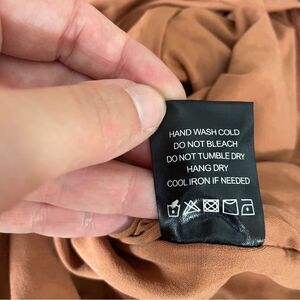 HAND WASH COLD
DO NOT BLEACH
DO NOT TUMBLE DRY
HANG DRY
COOL IRON IF NEEDED